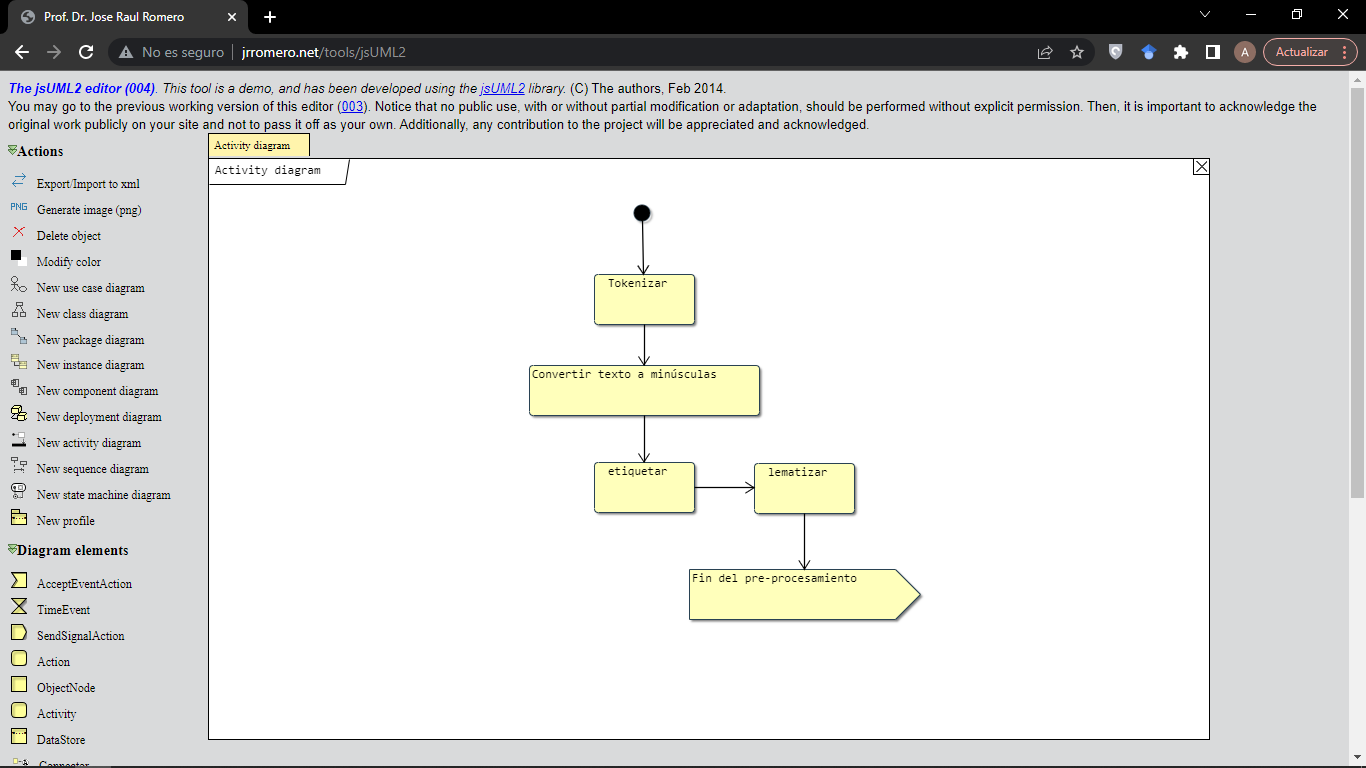 Prof. Dr. Jose Raul Romero
No es seguro
jrromero.net/tools/jsUML2
A
Actualizar
The jsUML2 editor (004). This tool is a demo, and has been developed using the jsUML2 library. (C) The authors, Feb 2014.
You may go to the previous working version of this editor (003). Notice that no public use, with or without partial modification or adaptation, should be performed without explicit permission. Then, it is important to acknowledge the
original work publicly on your site and not to pass it off as your own. Additionally, any contribution to the project will be appreciated and acknowledged.
Actions
PNG
Export/Import to xml
Generate image (png)
Delete object
Modify color
New use case diagram
New class diagram
New package diagram
New instance diagram
New component diagram
New deployment diagram
New activity diagram
New sequence diagram
New state machine diagram
New profile
Diagram elements
AcceptEventAction
TimeEvent
SendSignalAction
Action
ObjectNode
Activity
DataStore
Connector
Activity diagram
Activity diagram
Tokenizar
Convertir texto a minúsculas
etiquetar
lematizar
Fin del pre-procesamiento